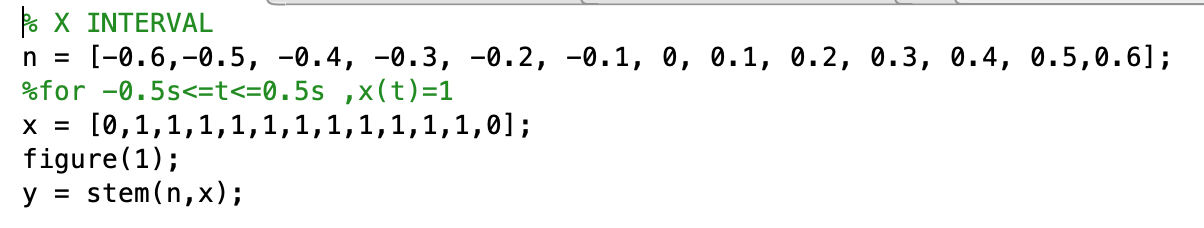 % X INTERVAL
n = [-0.6,-0.5, -0.4, -0.3, -0.2, -0.1, 0, 0.1, 0.2, 0.3, 0.4, 0.5,0.6];
%for -0.5s<=t<=0.5s ,x(t)=1
x = [0,1,1,1,1,1,1,1,1,1,1,1,0];
figure(1);
y = stem(n,x);